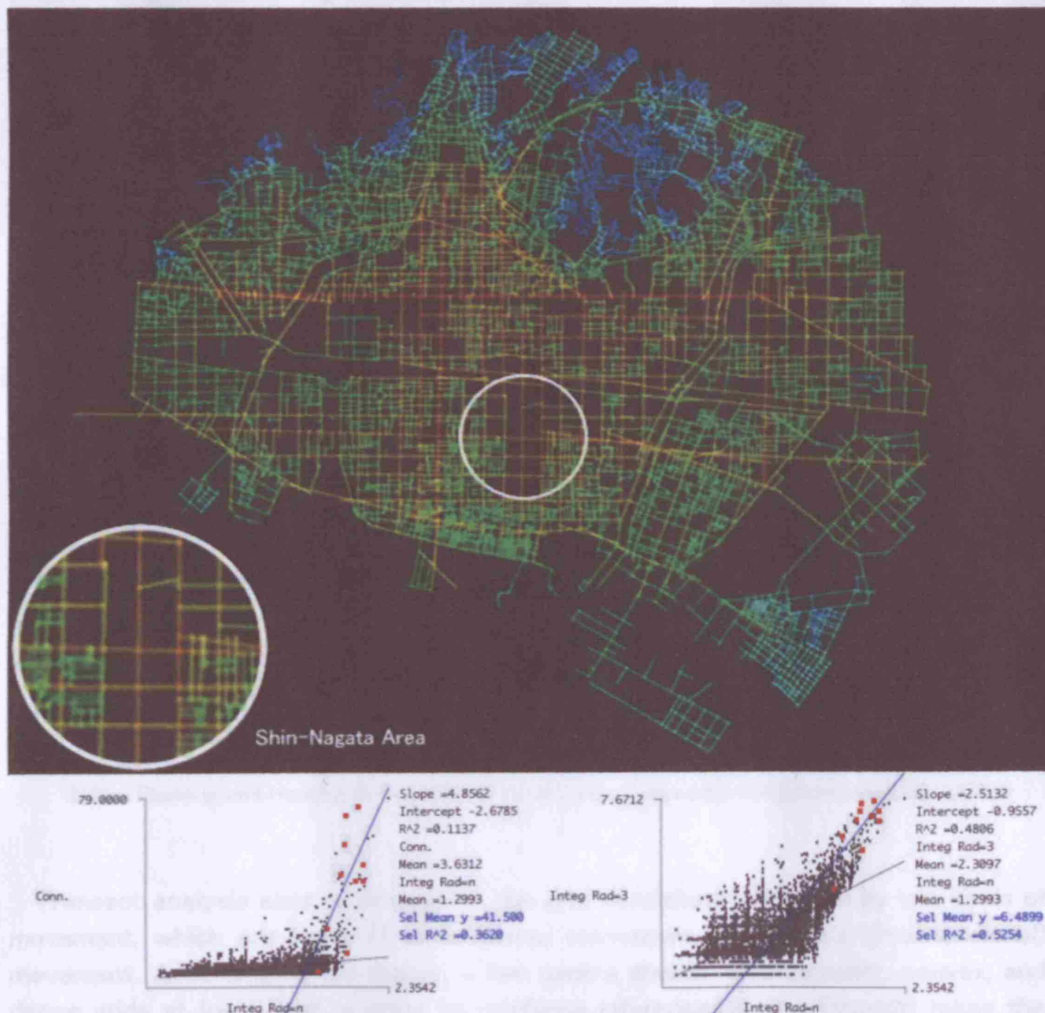 Shin-Nagata Area
79.0000
Slope =4.8562
Intercept -2.6785
R^2 =0.1137
Conn.
Mean =3.6312
Integ Rad=n
Mean =1.2993
Sel Mean y =41.500
Sel R^2 =0.3620
Conn.
2.3542
Integ Rad=n
7.6712
Slope =2.5132
Intercept -0.9557
R^2 =0.4806
Integ Rad=3
Mean =2.3097
Integ Rad=n
Mean =1.2993
Sel Mean y =6.4899
Sel R^2 =0.5254
Integ Rad=3
2.3542
Integ Rad=n